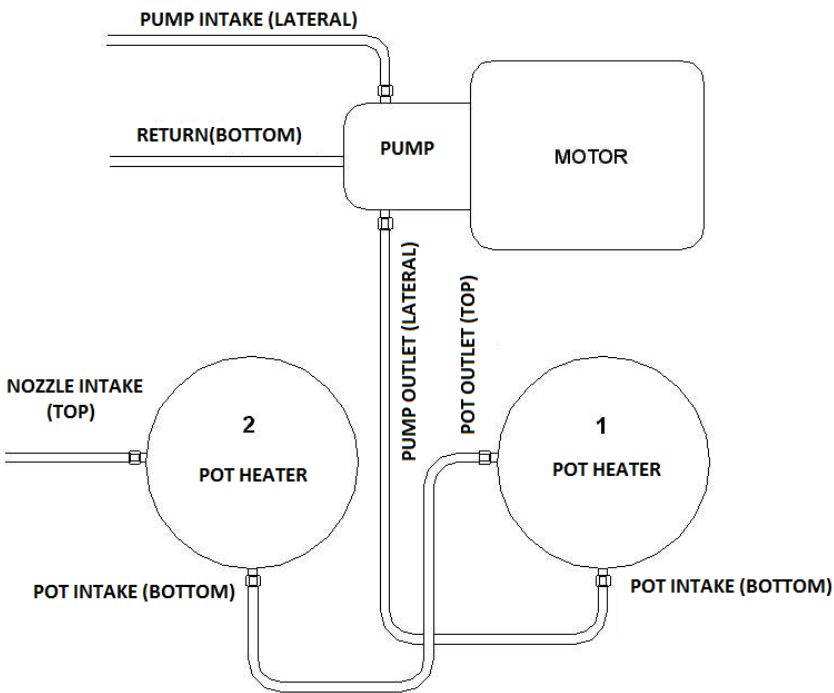 PUMP INTAKE (LATERAL)
RETURN(BOTTOM)
PUMP
MOTOR
PUMP OUTLET (LATERAL)
POT OUTLET (TOP)
NOZZLE INTAKE
(TOP)
2
POT HEATER
1
POT HEATER
POT INTAKE (BOTTOM)
POT INTAKE (BOTTOM)